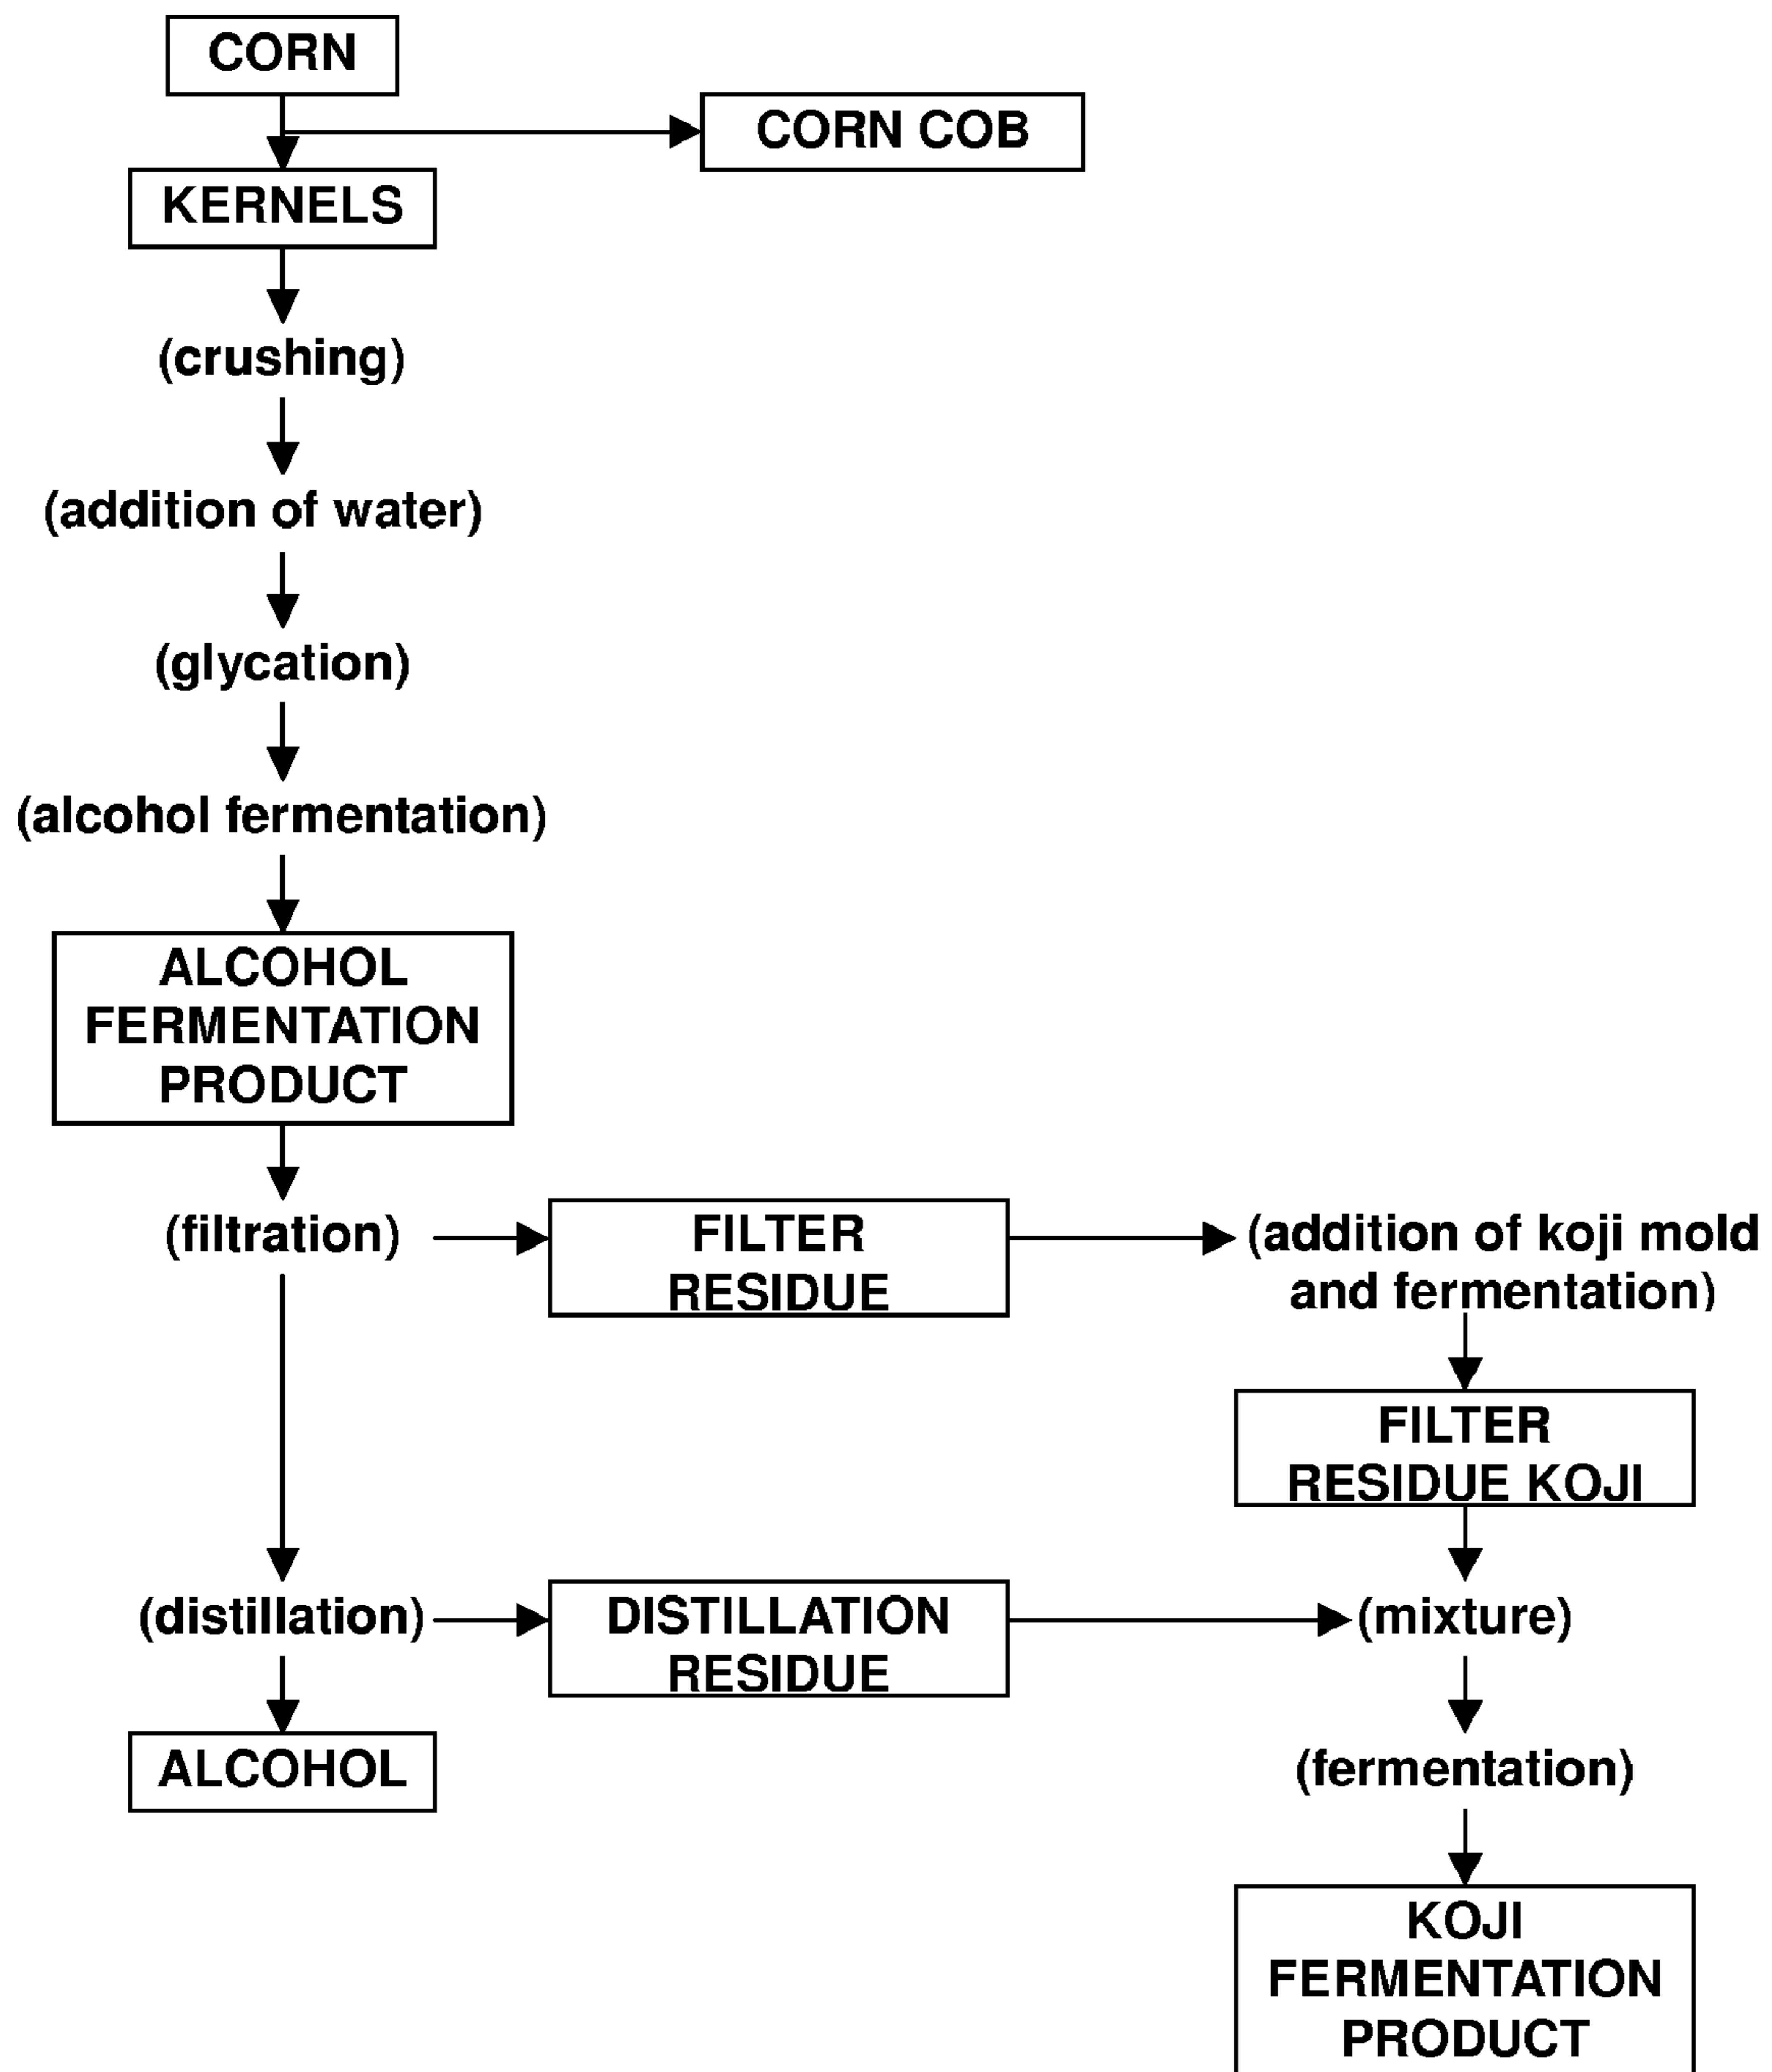 CORN
CORN COB
KERNELS
(crushing)
(addition of water)
(glycation)
(alcohol fermentation)
ALCOHOL
FERMENTATION
PRODUCT
(filtration)
FILTER
RESIDUE
(addition of koji mold
and fermentation)
FILTER
RESIDUE KOJI
(distillation)
DISTILLATION
RESIDUE
(mixture)
ALCOHOL
(fermentation)
KOJI
FERMENTATION
PRODUCT